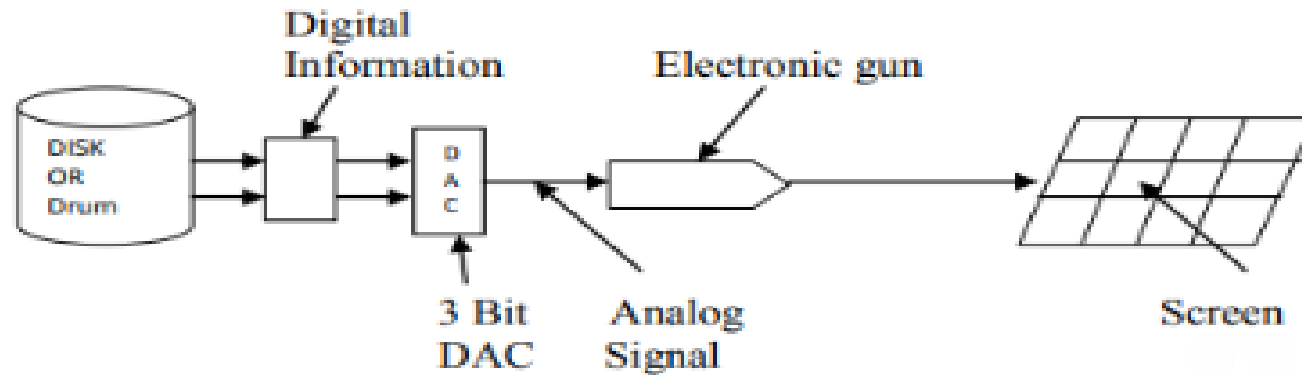 Digital
Information
Electronic gun
DISK
OR
Drum
D
A
C
3 Bit
DAC
Analog
Signal
Screen